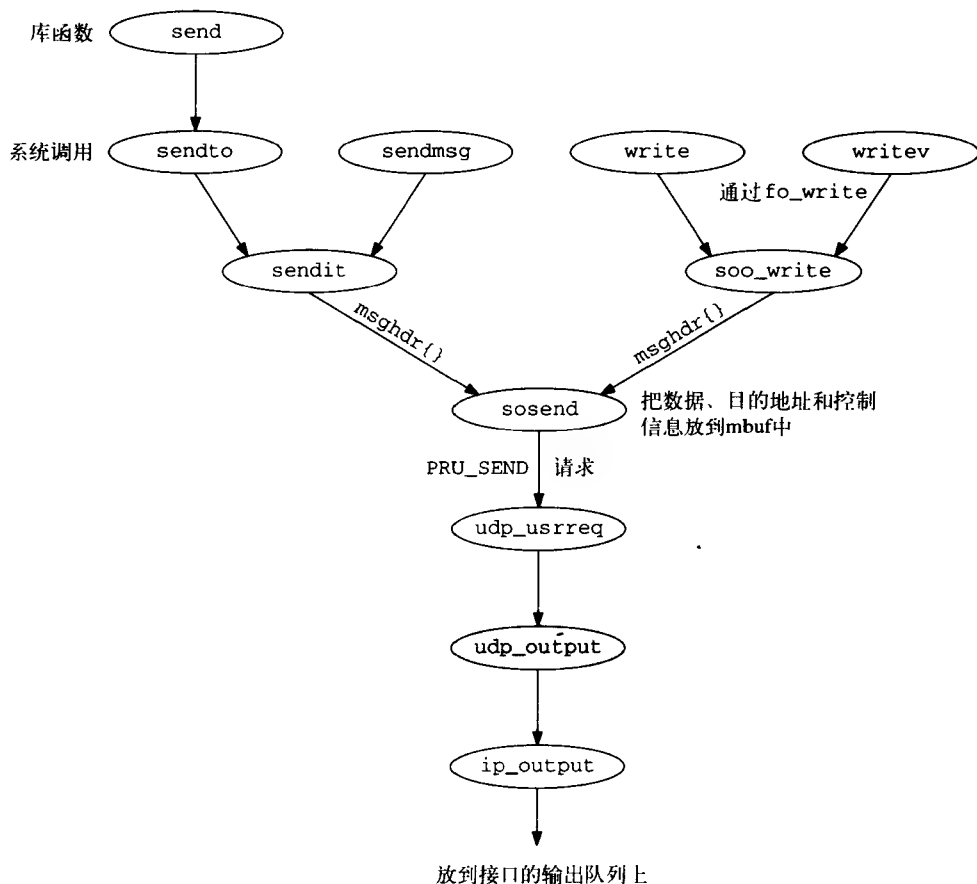 库函数
send
系统调用
sendto
sendmsg
write
writev
通过fo_write
sendit
soo_write
msghdr{}
msghdr{}
sosend
把数据、目的地址和控制
信息放到mbuf中
PRU_SEND 请求
udp_usrreq
udp_output
ip_output
放到接口的输出队列上